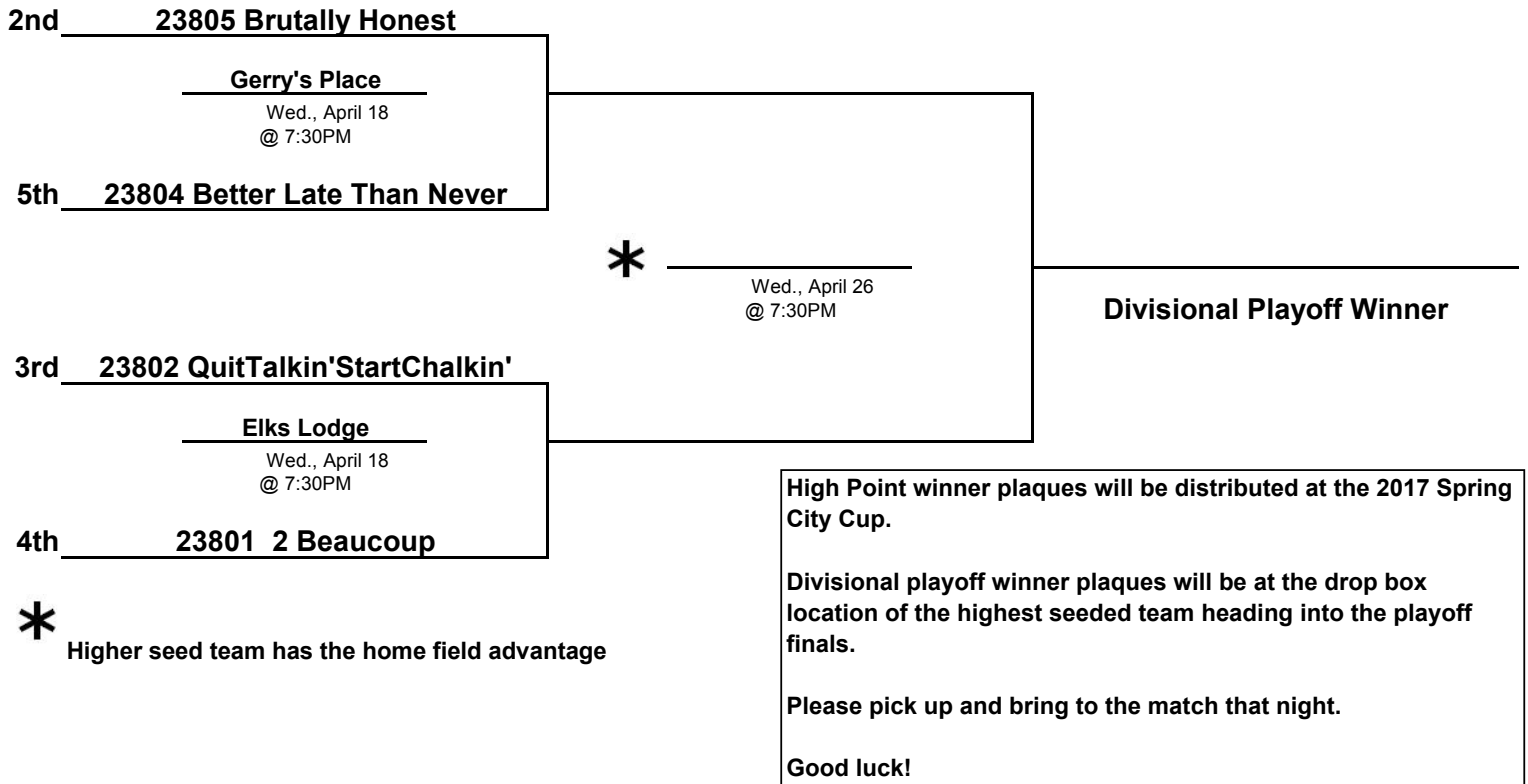 2nd 23805 Brutally Honest
Gerry's Place
Wed., April 18
@ 7:30PM
5th 23804 Better Late Than Never
*
Wed., April 26
@ 7:30PM
Divisional Playoff Winner
3rd 23802 QuitTalkin'StartChalkin'
Elks Lodge
Wed., April 18
@ 7:30PM
4th 23801 2 Beaucoup
* Higher seed team has the home field advantage
High Point winner plaques will be distributed at the 2017 Spring
City Cup.
Divisional playoff winner plaques will be at the drop box
location of the highest seeded team heading into the playoff
finals.
Please pick up and bring to the match that night.
Good luck!